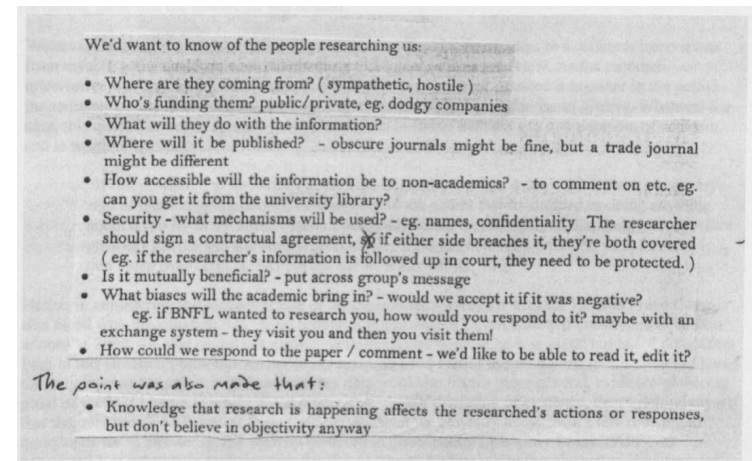 We'd want to know of the people researching us:
• Where are they coming from? ( sympathetic, hostile )
• Who's funding them? public/private, eg. dodgy companies
• What will they do with the information?
• Where will it be published? - obscure journals might be fine, but a trade journal
might be different
• How accessible will the information be to non-academics? - to comment on etc. eg.
can you get it from the university library?
• Security - what mechanisms will be used? - eg. names, confidentiality The researcher
should sign a contractual agreement, if either side breaches it, they're both covered
( eg. if the researcher's information is followed up in court, they need to be protected. )
• Is it mutually beneficial? - put across group's message
• What biases will the academic bring in? - would we accept it if it was negative?
eg. if BNFL wanted to research you, how would you respond to it? maybe with an
exchange system - they visit you and then you visit them!
• How could we respond to the paper / comment - we'd like to be able to read it, edit it?
The point was also made that:
• Knowledge that research is happening affects the researched's actions or responses,
but don't believe in objectivity anyway